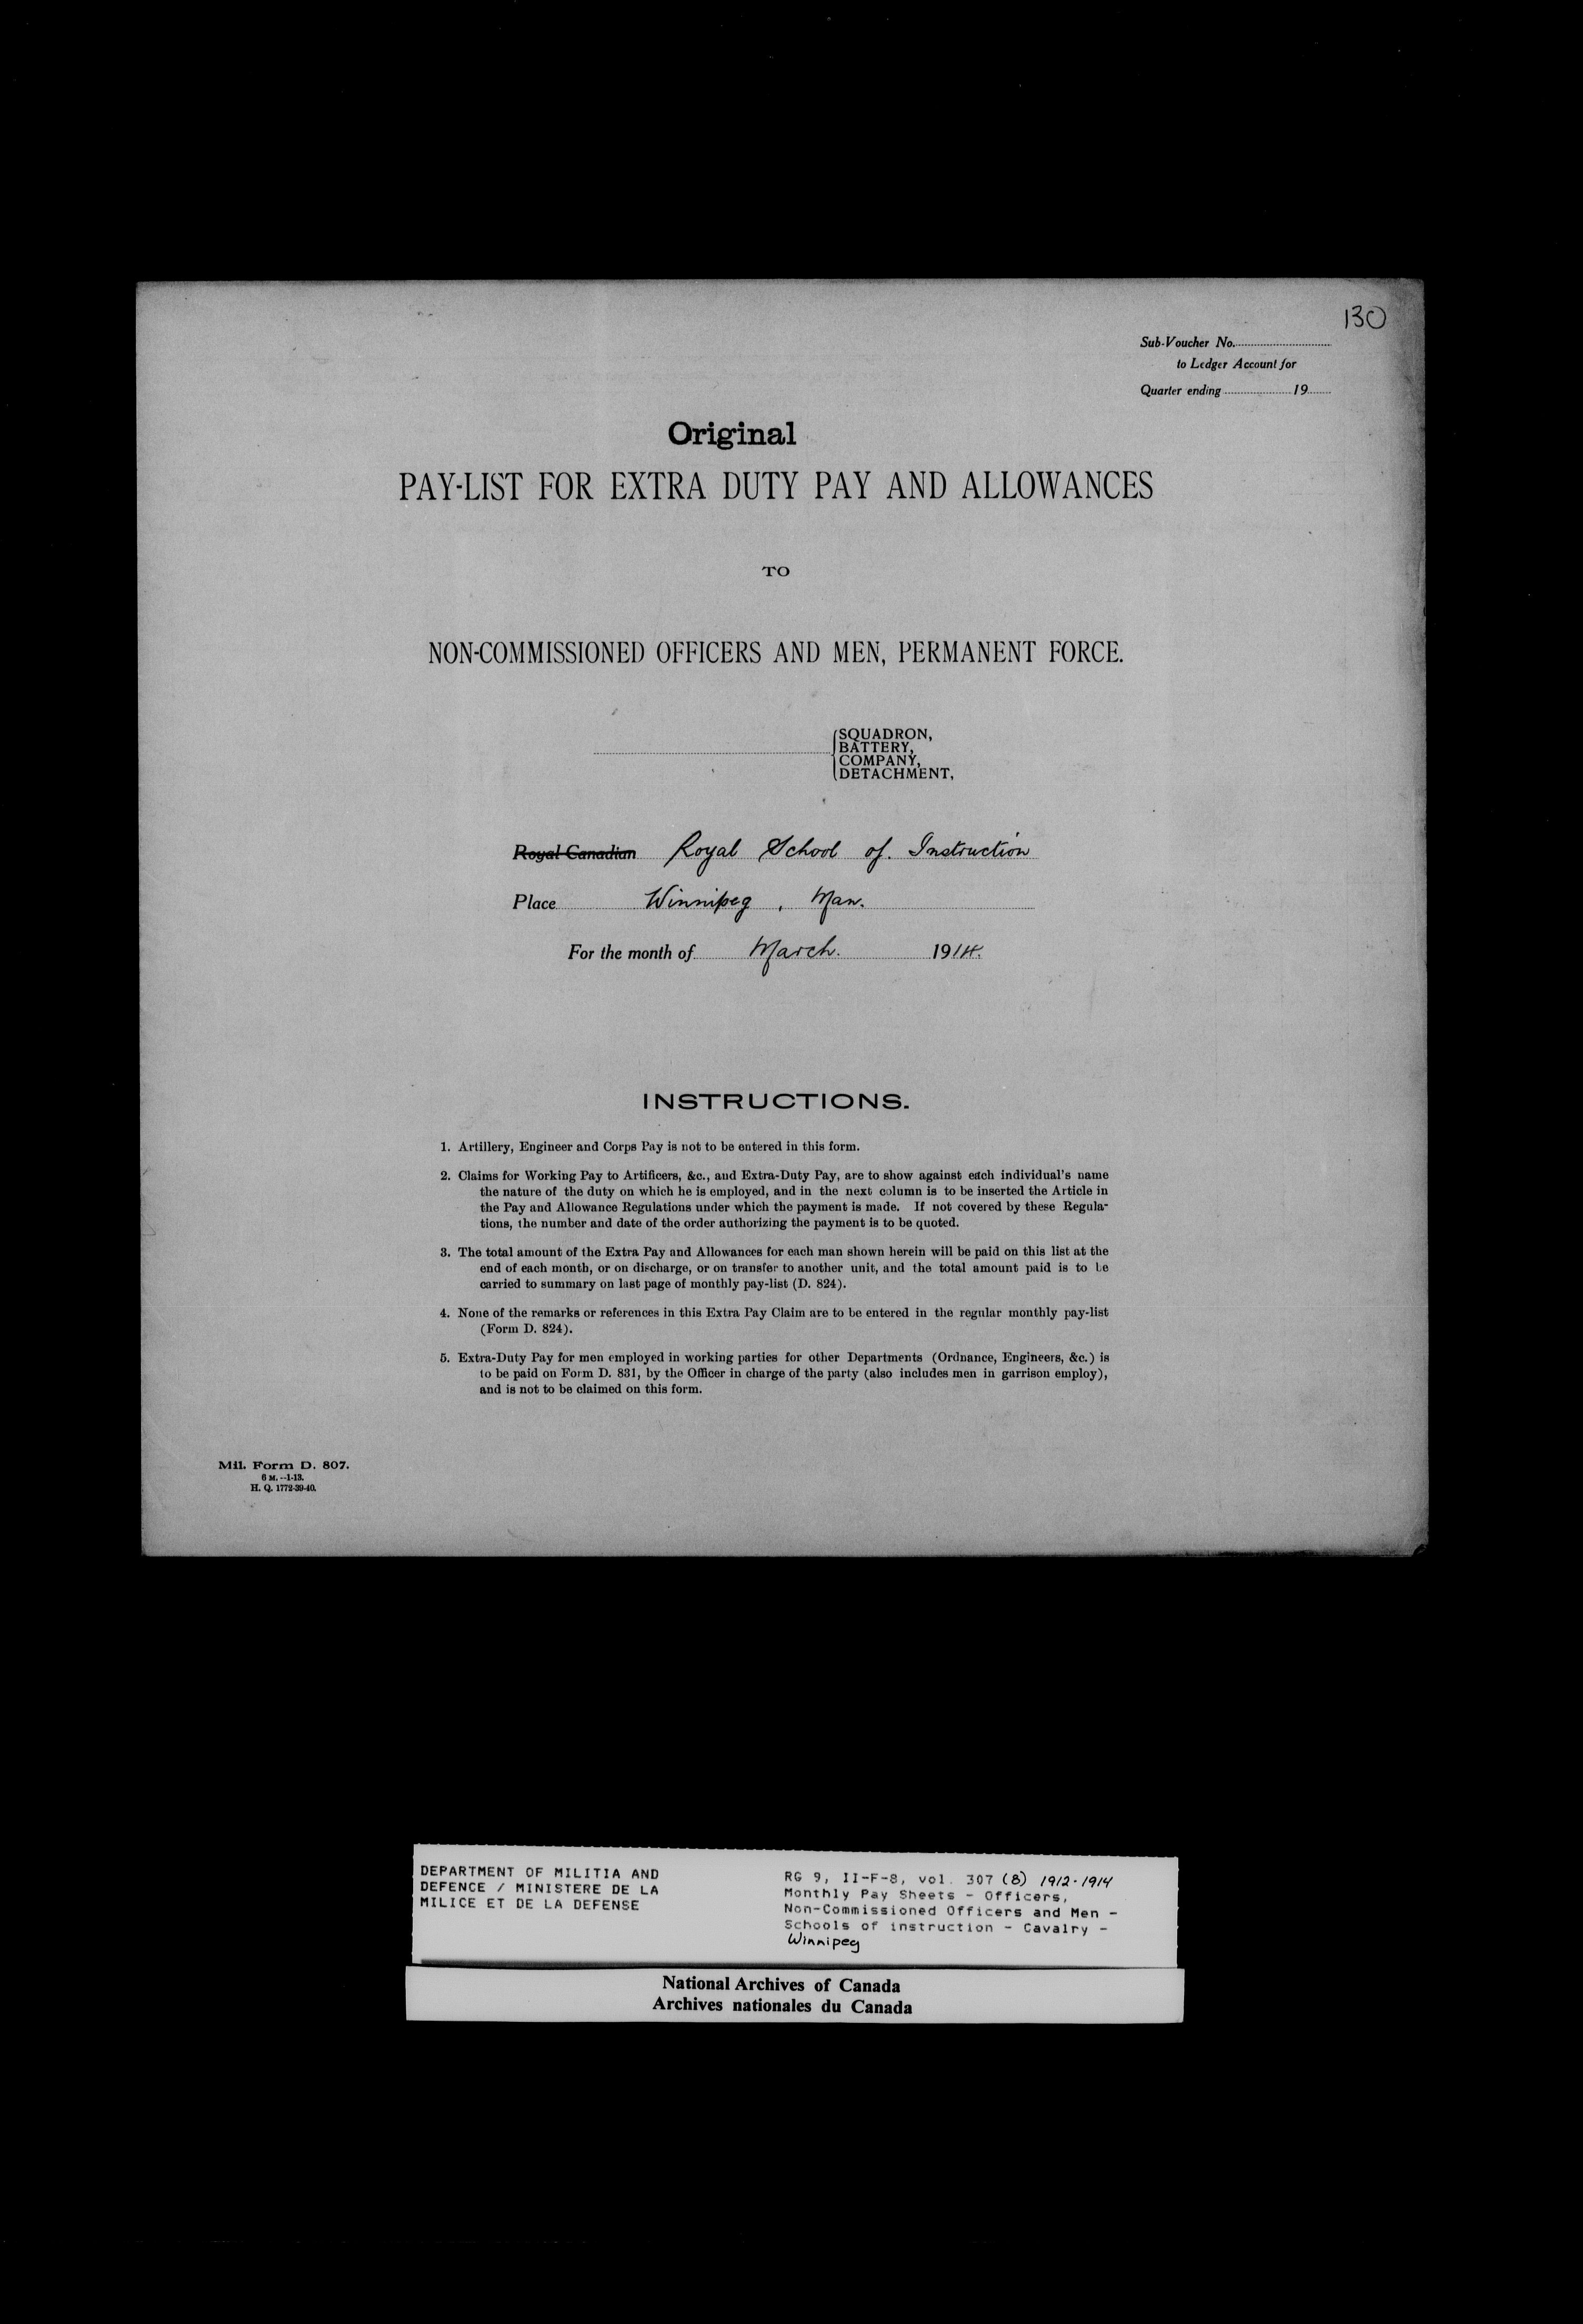 130
Sub-Voucher No.
to Ledger Account for
Quarter ending 19
Original
PAY-LIST FOR EXTRA DUTY PAY AND ALLOWANCES
TO
NON-COMMISSIONED OFFICERS AND MEN, PERMANENT FORCE.
SQUADRON,
BATTERY,
COMPANY,
DETACHMENT,
Royal Canadian Royal School of. Instruction
Place Winnipeg, Man.
For the month of March. 1914.
INSTRUCTIONS.
1. Artillery, Engineer and Corps Pay is not to be entered in this form.
2. Claims for Working Pay to Artificers, &c., and Extra-Duty Pay, are to show against each individual's name
the nature of the duty on which he is employed, and in the next column is to be inserted the Article in
the Pay and Allowance Regulations under which the payment is made. If not covered by these Regula-
tions, the number and date of the order authorizing the payment is to be quoted.
3. The total amount of the Extra Pay and Allowances for each man shown herein will be paid on this list at the
end of each month, or on discharge, or on transfer to another unit, and the total amount paid is to be
carried to summary on last page of monthly pay-list (D. 824).
4. None of the remarks or references in this Extra Pay Claim are to be entered in the regular monthly pay-list
(Form D. 824).
5. Extra-Duty Pay for men employed in working parties for other Departments (Ordnance, Engineers, &c.) is
to be paid on Form D. 831, by the Officer in charge of the party (also includes men in garrison employ),
and is not to be claimed on this form.
Mil. Form D. 807.
6 M.—1-13.
H. Q. 1772-39-40.
DEPARTMENT OF MILITIA AND
DEFENCE / MINISTERE DE LA
MILICE ET DE LA DEFENSE
RG 9, II-F-8, vol. 307 (8) 1912-1914
Monthly Pay Sheets - Officers,
Non-Commissioned Officers and Men -
Schools of instruction - Cavalry -
Winnipeg
National Archives of Canada
Archives nationales du Canada